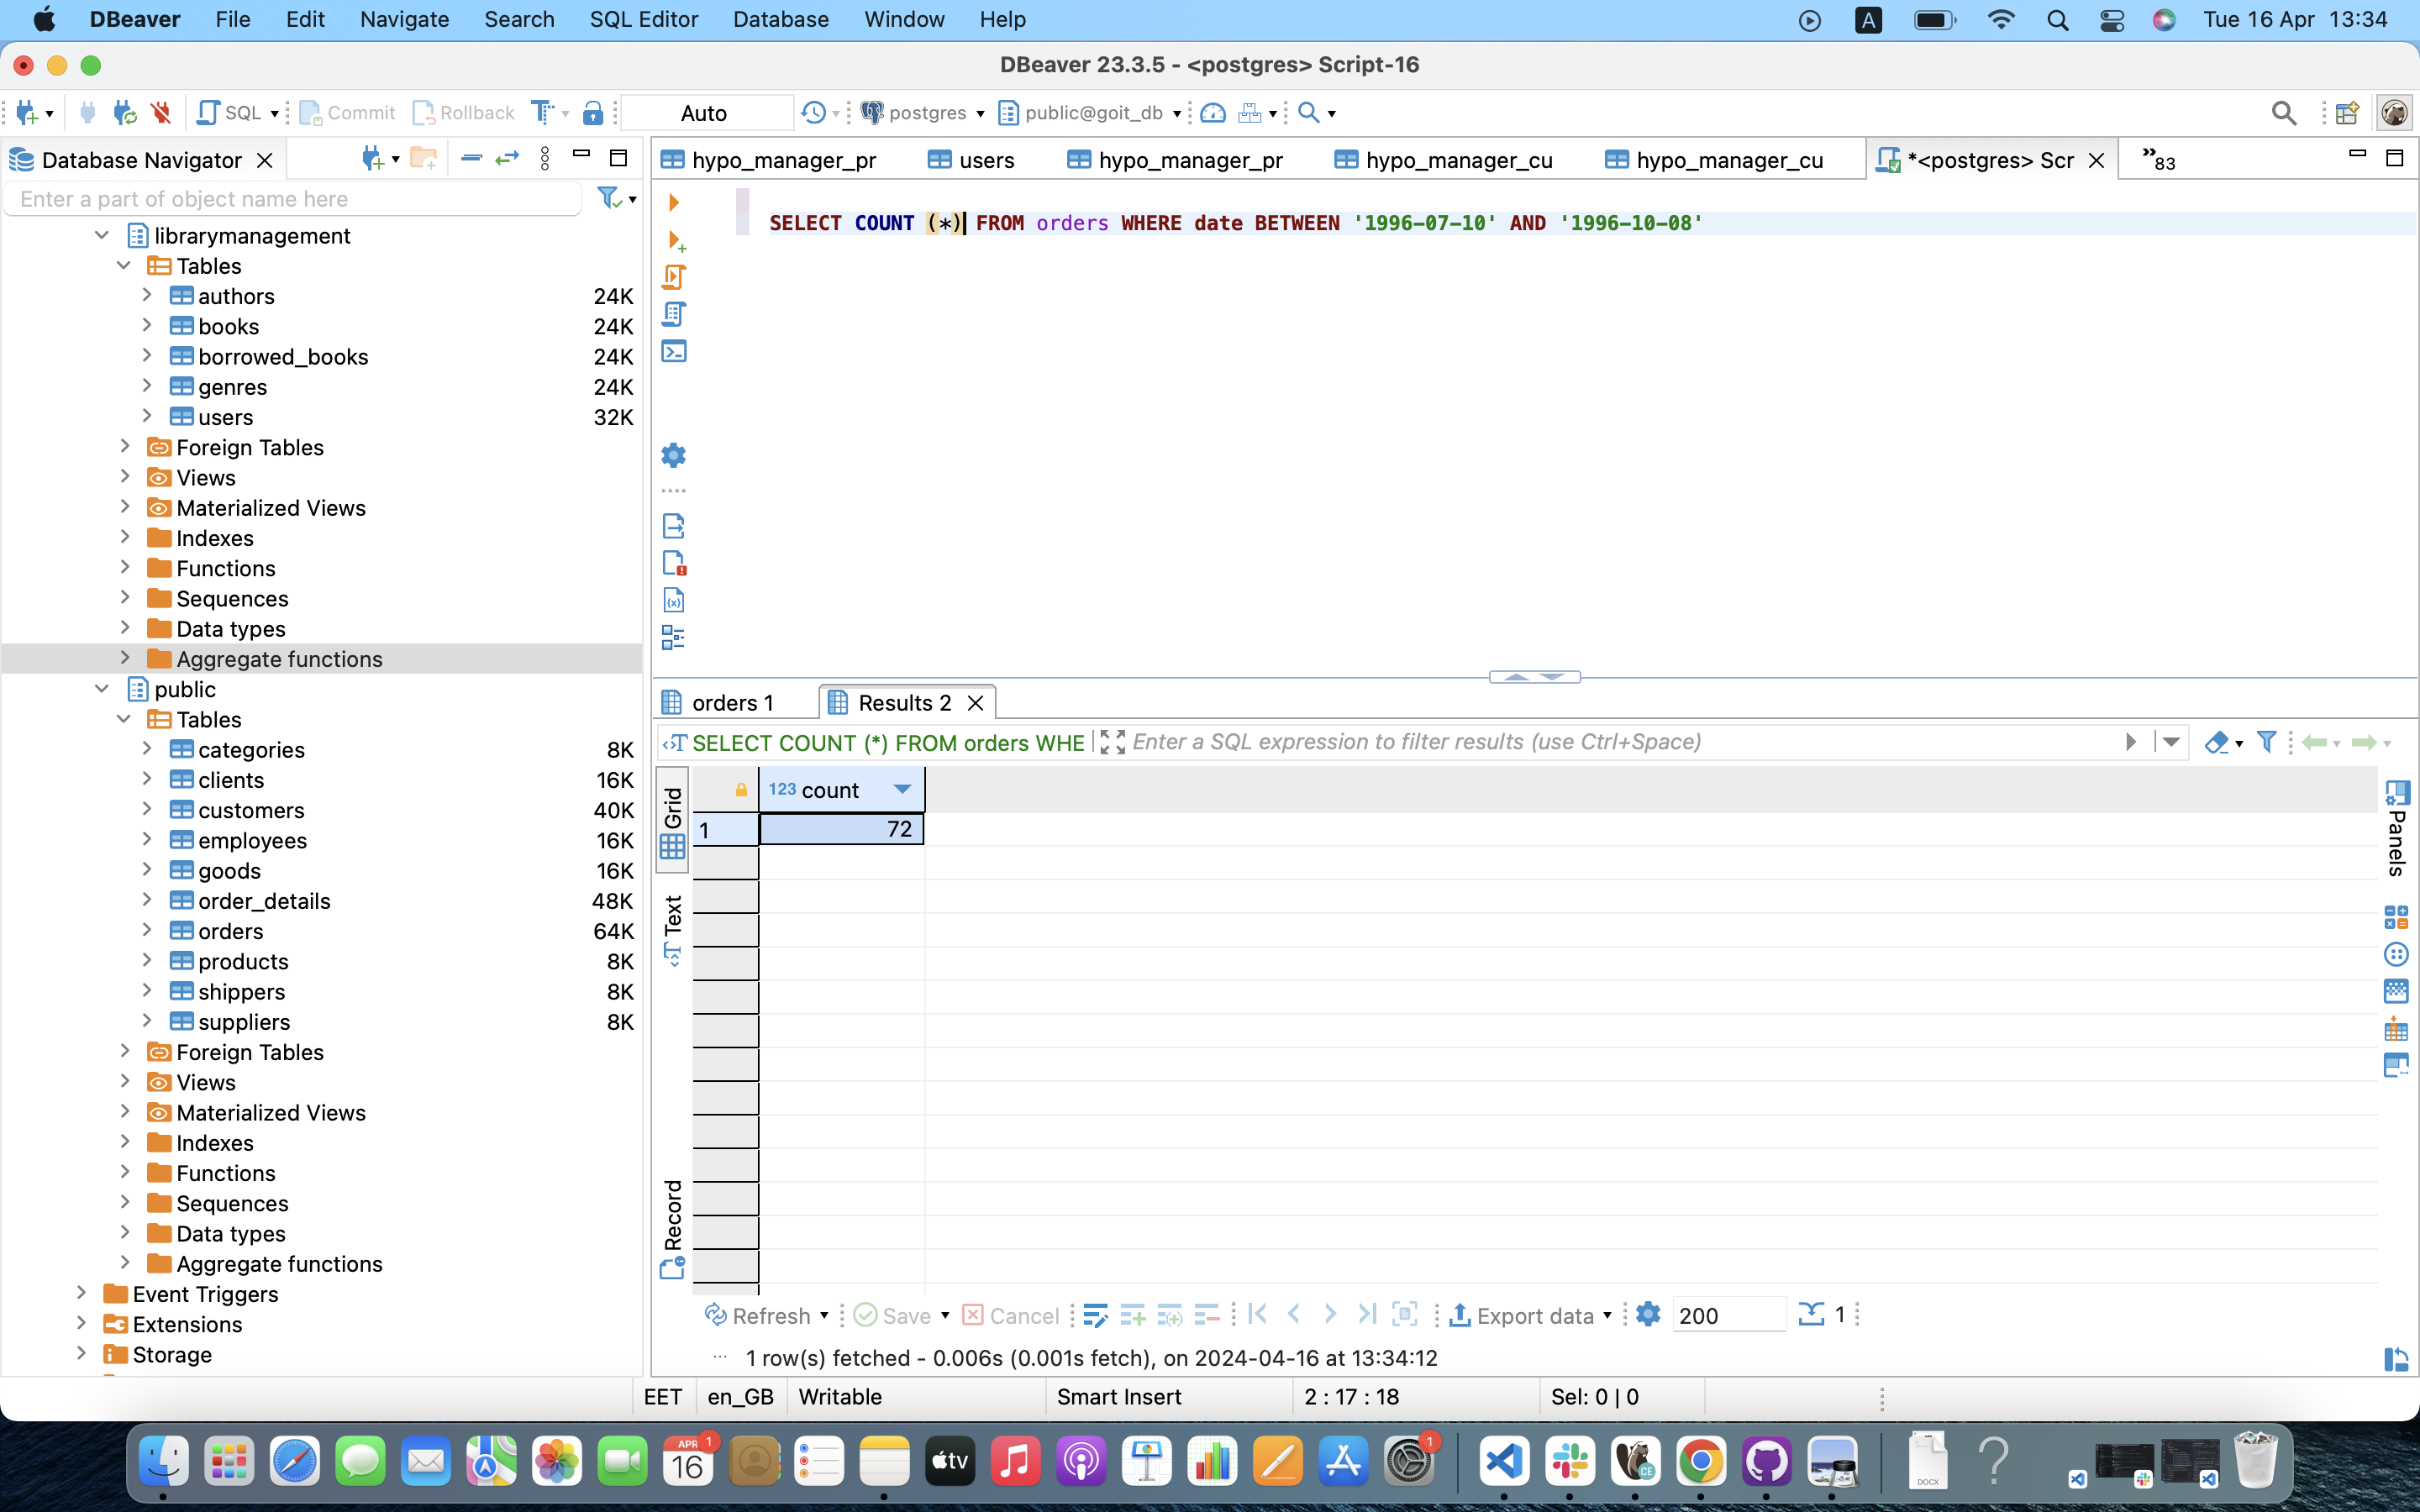 DBeaver File Edit Navigate Search SQL Editor Database Window Help A Tue 16 Apr 13:34
DBeaver 23.3.5 - <postgres> Script-16
SQL Commit Rollback Auto postgres public@goit_db
Database Navigator
Enter a part of object name here
librarymanagement
Tables
authors 24K
books 24K
borrowed_books 24K
genres 24K
users 32K
Foreign Tables
Views
Materialized Views
Indexes
Functions
Sequences
Data types
Aggregate functions
public
Tables
categories 8K
clients 16K
customers 40K
employees 16K
goods 16K
order_details 48K
orders 64K
products 8K
shippers 8K
suppliers 8K
Foreign Tables
Views
Materialized Views
Indexes
Functions
Sequences
Data types
Aggregate functions
Event Triggers
Extensions
Storage
hypo_manager_pr users hypo_manager_pr hypo_manager_cu hypo_manager_cu *<postgres> Scr »83
SELECT COUNT (*) FROM orders WHERE date BETWEEN '1996-07-10' AND '1996-10-08'
orders 1 Results 2
SELECT COUNT (*) FROM orders WHE Enter a SQL expression to filter results (use Ctrl+Space)
Grid
Text
Record
123 count
1 72
Panels
Refresh Save Cancel Export data 200 1
1 row(s) fetched - 0.006s (0.001s fetch), on 2024-04-16 at 13:34:12
EET en_GB Writable Smart Insert 2 : 17 : 18 Sel: 0 | 0
APR 1
16
tv
1
CE
DOCX
?